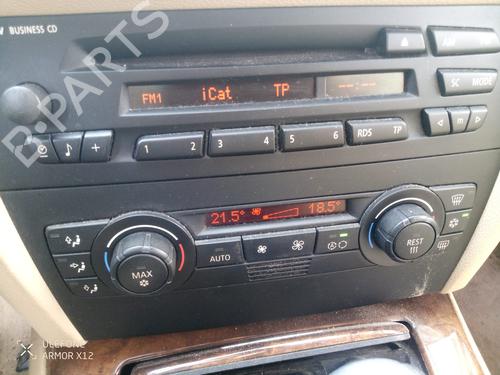 BUSINESS CD
FM1 iCat TP
SC MODE
1 2 3 4 5 6 RDS TP
+ m
21.5° 18.5°
MAX AUTO REST
B-PARTS
ULEFONE
ARMOR X12